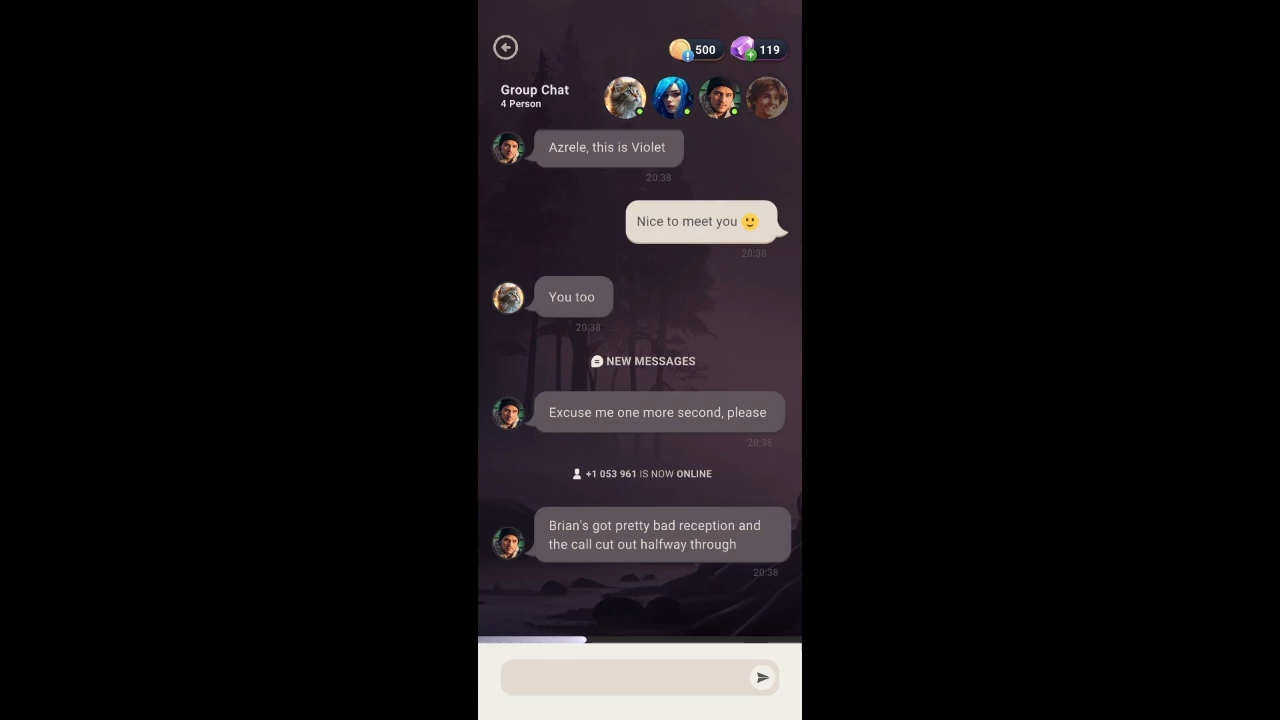 500
119
Group Chat
4 Person
Azrele, this is Violet
20:38
Nice to meet you 🙂
20:38
You too
20:38
NEW MESSAGES
Excuse me one more second, please
20:38
+1 053 961 IS NOW ONLINE
Brian's got pretty bad reception and
the call cut out halfway through
20:38